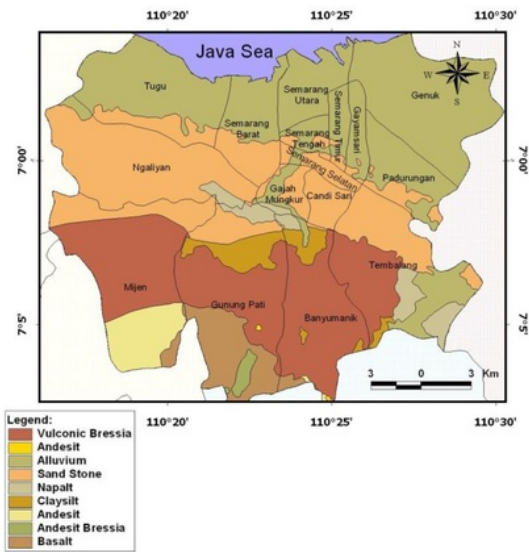 110°20' 110°25' 110°30'
Java Sea
N
W E
S
Tugu
Semarang
Utara
Genuk
Semarang
Barat
Semarang
Tengah
Semarang Timur
Gayamsari
7°00'
7°00'
Ngaliyan
Semarang Selatan
Padurungan
Gajah
Mungkur
Candi Sari
Tembalang
Mijen
Gunung Pati
Banyumanik
7°5'
7°5'
Km
3 0 3
110°20' 110°25' 110°30'
Legend:
Vulconic Bressia
Andesit
Alluvium
Sand Stone
Napalt
Claysilt
Andesit
Andesit Bressia
Basalt